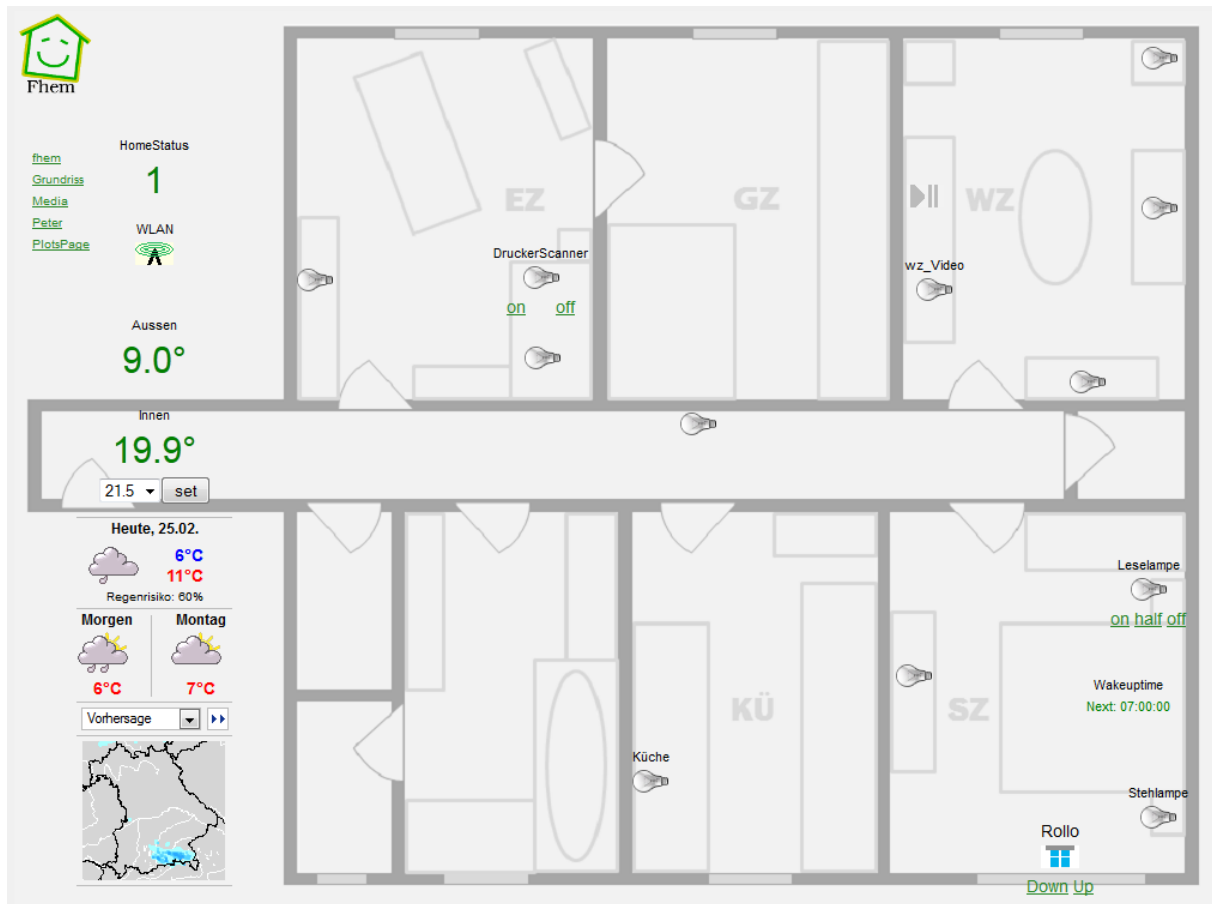 Fhem
fhem
Grundriss
Media
Peter
PlotsPage
HomeStatus
1
WLAN
Aussen
9.0°
Innen
19.9°
21.5 set
Heute, 25.02.
6°C
11°C
Regenrisiko: 60%
Morgen Montag
6°C 7°C
Vorhersage
EZ
DruckerScanner
on off
GZ
WZ
wz_Video
KÜ
Küche
SZ
Leselampe
on half off
Wakeuptime
Next: 07:00:00
Stehlampe
Rollo
Down Up